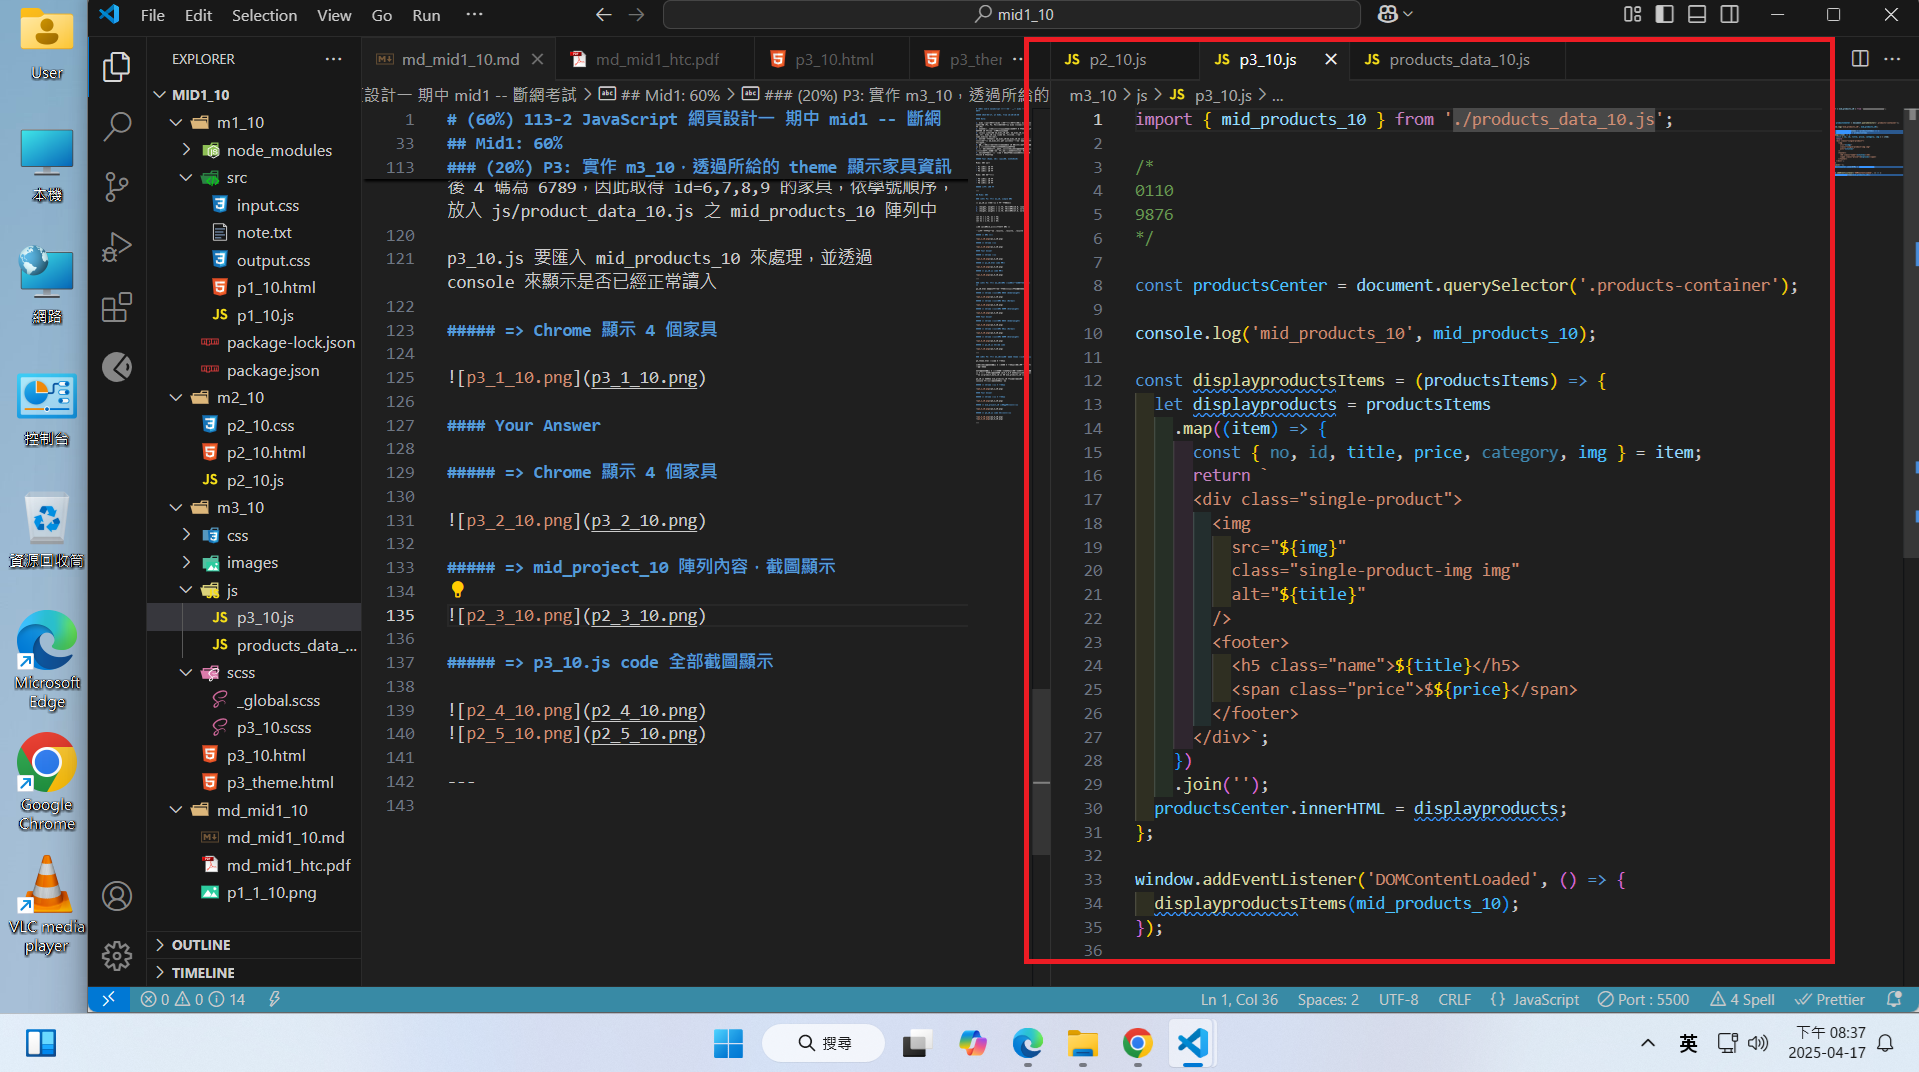 User
本機
網路
控制台
資源回收筒
Microsoft
Edge
Google
Chrome
VLC media
player
File Edit Selection View Go Run ···
mid1_10
EXPLORER ···
MID1_10
m1_10
node_modules
src
input.css
note.txt
output.css
p1_10.html
p1_10.js
package-lock.json
package.json
m2_10
p2_10.css
p2_10.html
p2_10.js
m3_10
css
images
js
p3_10.js
products_data_...
scss
_global.scss
p3_10.scss
p3_10.html
p3_theme.html
md_mid1_10
md_mid1_10.md
md_mid1_htc.pdf
p1_1_10.png
OUTLINE
TIMELINE
md_mid1_10.md md_mid1_htc.pdf p3_10.html p3_ther ···
設計一 期中 mid1 -- 斷網考試 > ## Mid1: 60% > ### (20%) P3: 實作 m3_10，透過所給的
1 # (60%) 113-2 JavaScript 網頁設計一 期中 mid1 -- 斷網
33 ## Mid1: 60%
113 ### (20%) P3: 實作 m3_10，透過所給的 theme 顯示家具資訊
後 4 碼為 6789，因此取得 id=6,7,8,9 的家具，依學號順序，
放入 js/product_data_10.js 之 mid_products_10 陣列中
120
121 p3_10.js 要匯入 mid_products_10 來處理，並透過
console 來顯示是否已經正常讀入
122
123 ##### => Chrome 顯示 4 個家具
124
125 ![p3_1_10.png](p3_1_10.png)
126
127 #### Your Answer
128
129 ##### => Chrome 顯示 4 個家具
130
131 ![p3_2_10.png](p3_2_10.png)
132
133 ##### => mid_project_10 陣列內容，截圖顯示
134
135 ![p2_3_10.png](p2_3_10.png)
136
137 ##### => p3_10.js code 全部截圖顯示
138
139 ![p2_4_10.png](p2_4_10.png)
140 ![p2_5_10.png](p2_5_10.png)
141
142 ---
143
p2_10.js p3_10.js products_data_10.js
m3_10 > js > JS p3_10.js > ...
1 import { mid_products_10 } from './products_data_10.js';
2
3 /*
4 0110
5 9876
6 */
7
8 const productsCenter = document.querySelector('.products-container');
9
10 console.log('mid_products_10', mid_products_10);
11
12 const displayproductsItems = (productsItems) => {
13 let displayproducts = productsItems
14 .map((item) => {
15 const { no, id, title, price, category, img } = item;
16 return `
17 <div class="single-product">
18 <img
19 src="${img}"
20 class="single-product-img img"
21 alt="${title}"
22 />
23 <footer>
24 <h5 class="name">${title}</h5>
25 <span class="price">$${price}</span>
26 </footer>
27 </div>`;
28 })
29 .join('');
30 productsCenter.innerHTML = displayproducts;
31 };
32
33 window.addEventListener('DOMContentLoaded', () => {
34 displayproductsItems(mid_products_10);
35 });
36
0 0 14 Ln 1, Col 36 Spaces: 2 UTF-8 CRLF {} JavaScript Port : 5500 4 Spell Prettier
搜尋
英
下午 08:37
2025-04-17